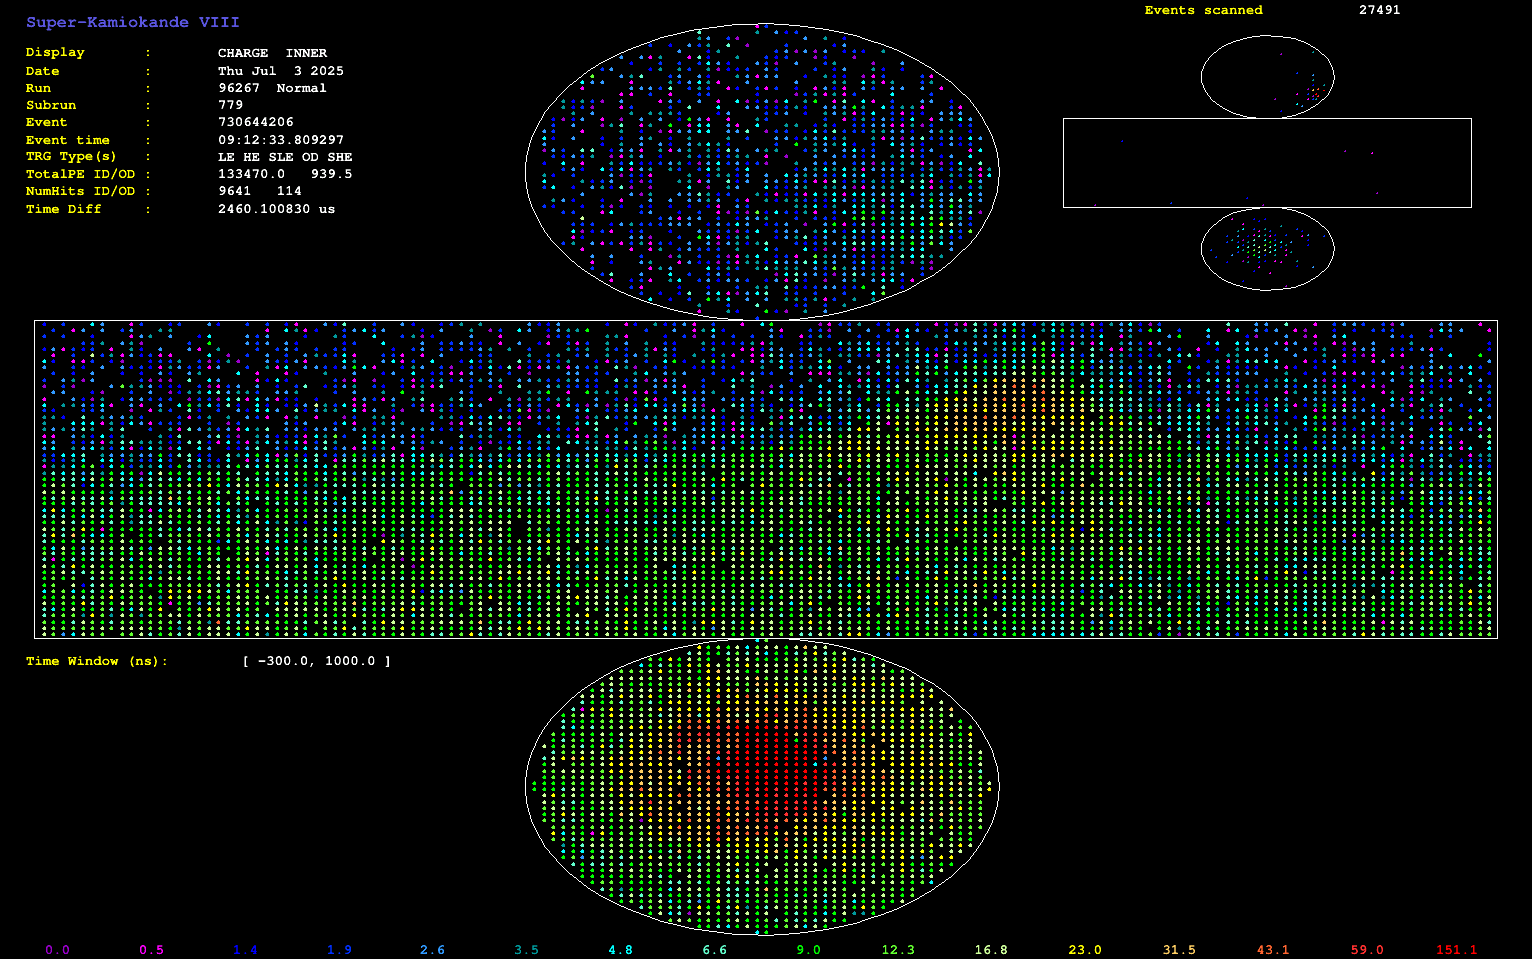 Super-Kamiokande VIII
Events scanned 27491
Display : CHARGE INNER
Date : Thu Jul 3 2025
Run : 96267 Normal
Subrun : 779
Event : 730644206
Event time : 09:12:33.809297
TRG Type(s) : LE HE SLE OD SHE
TotalPE ID/OD : 133470.0 939.5
NumHits ID/OD : 9641 114
Time Diff : 2460.100830 us
Time Window (ns): [ -300.0, 1000.0 ]
0.0 0.5 1.4 1.9 2.6 3.5 4.8 6.6 9.0 12.3 16.8 23.0 31.5 43.1 59.0 151.1